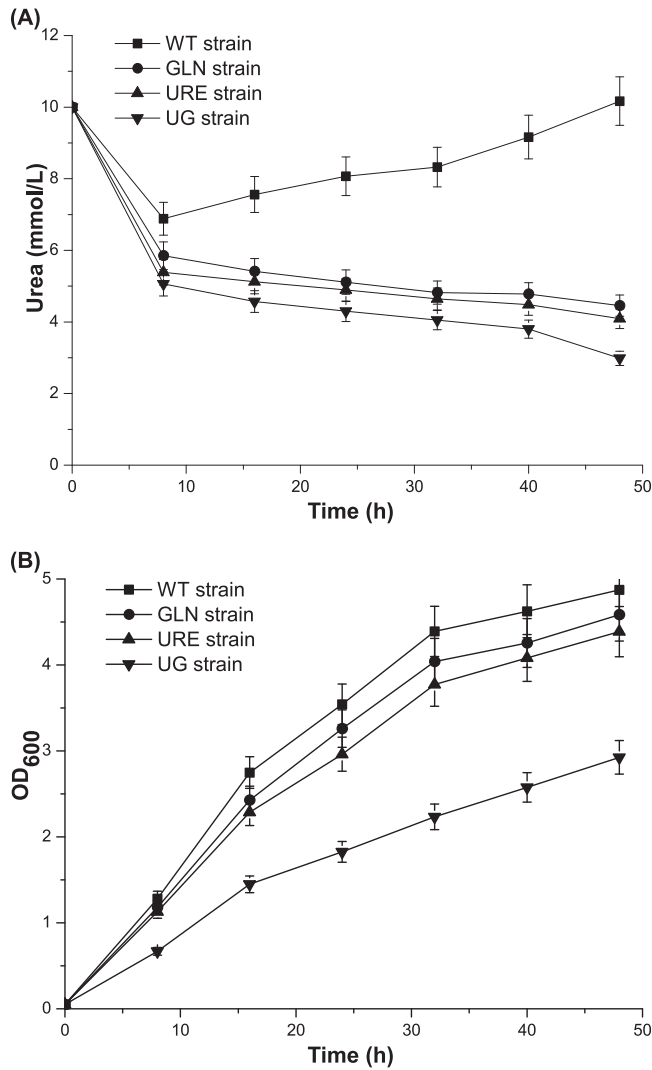 (A)
12
10
8
6
4
2
0
Urea (mmol/L)
WT strain
GLN strain
URE strain
UG strain
0 10 20 30 40 50
Time (h)
(B)
5
4
3
2
1
0
OD600
WT strain
GLN strain
URE strain
UG strain
0 10 20 30 40 50
Time (h)